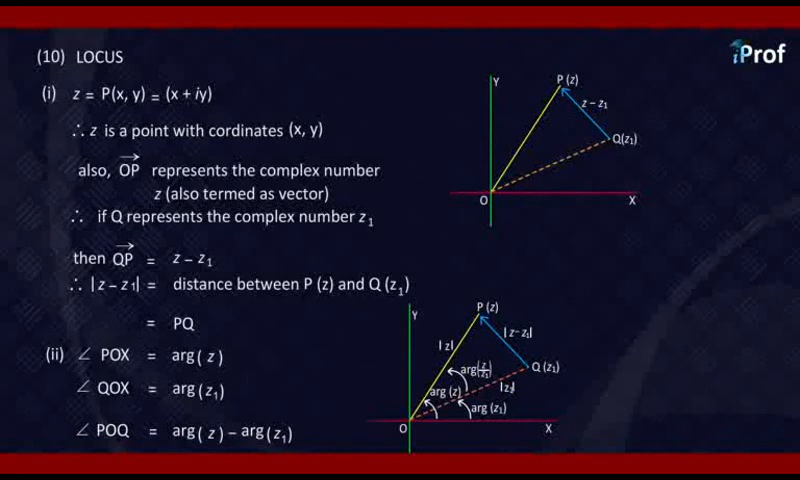 (10) LOCUS
iProf
(i) z = P(x, y) = (x + iy)
∴ z is a point with cordinates (x, y)
also, OP⃗ represents the complex number
z (also termed as vector)
∴ if Q represents the complex number z₁
then QP⃗ = z – z₁
∴ |z – z₁| = distance between P (z) and Q (z₁)
= PQ
(ii) ∠ POX = arg( z )
∠ QOX = arg(z₁)
∠ POQ = arg( z ) – arg(z₁)
Y
P (z)
z – z₁
Q(z₁)
O
X
Y
P (z)
| z – z₁|
| z|
arg(z/z₁)
Q (z₁)
arg (z)
|z₁|
arg (z₁)
O
X